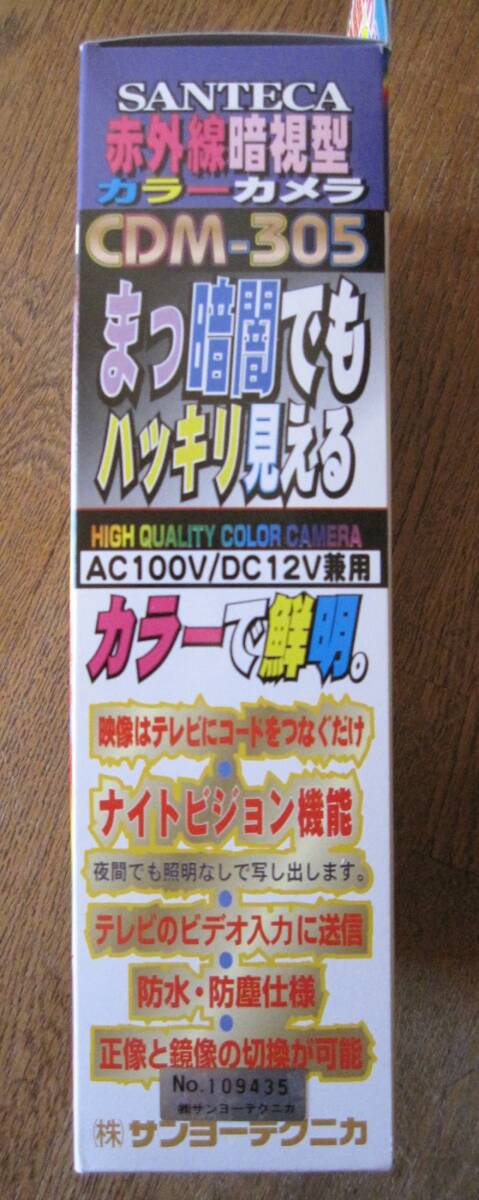 SANTECA
赤外線暗視型
カラーカメラ
CDM-305
まっ暗闇でも
ハッキリ見える
HIGH QUALITY COLOR CAMERA
AC100V/DC12V兼用
カラーで鮮明。
映像はテレビにコードをつなぐだけ
ナイトビジョン機能
夜間でも照明なしで写し出します。
テレビのビデオ入力に送信
防水・防塵仕様
正像と鏡像の切換が可能
No.109435
㈱サンヨーテクニカ
㈱サンヨーテクニカ